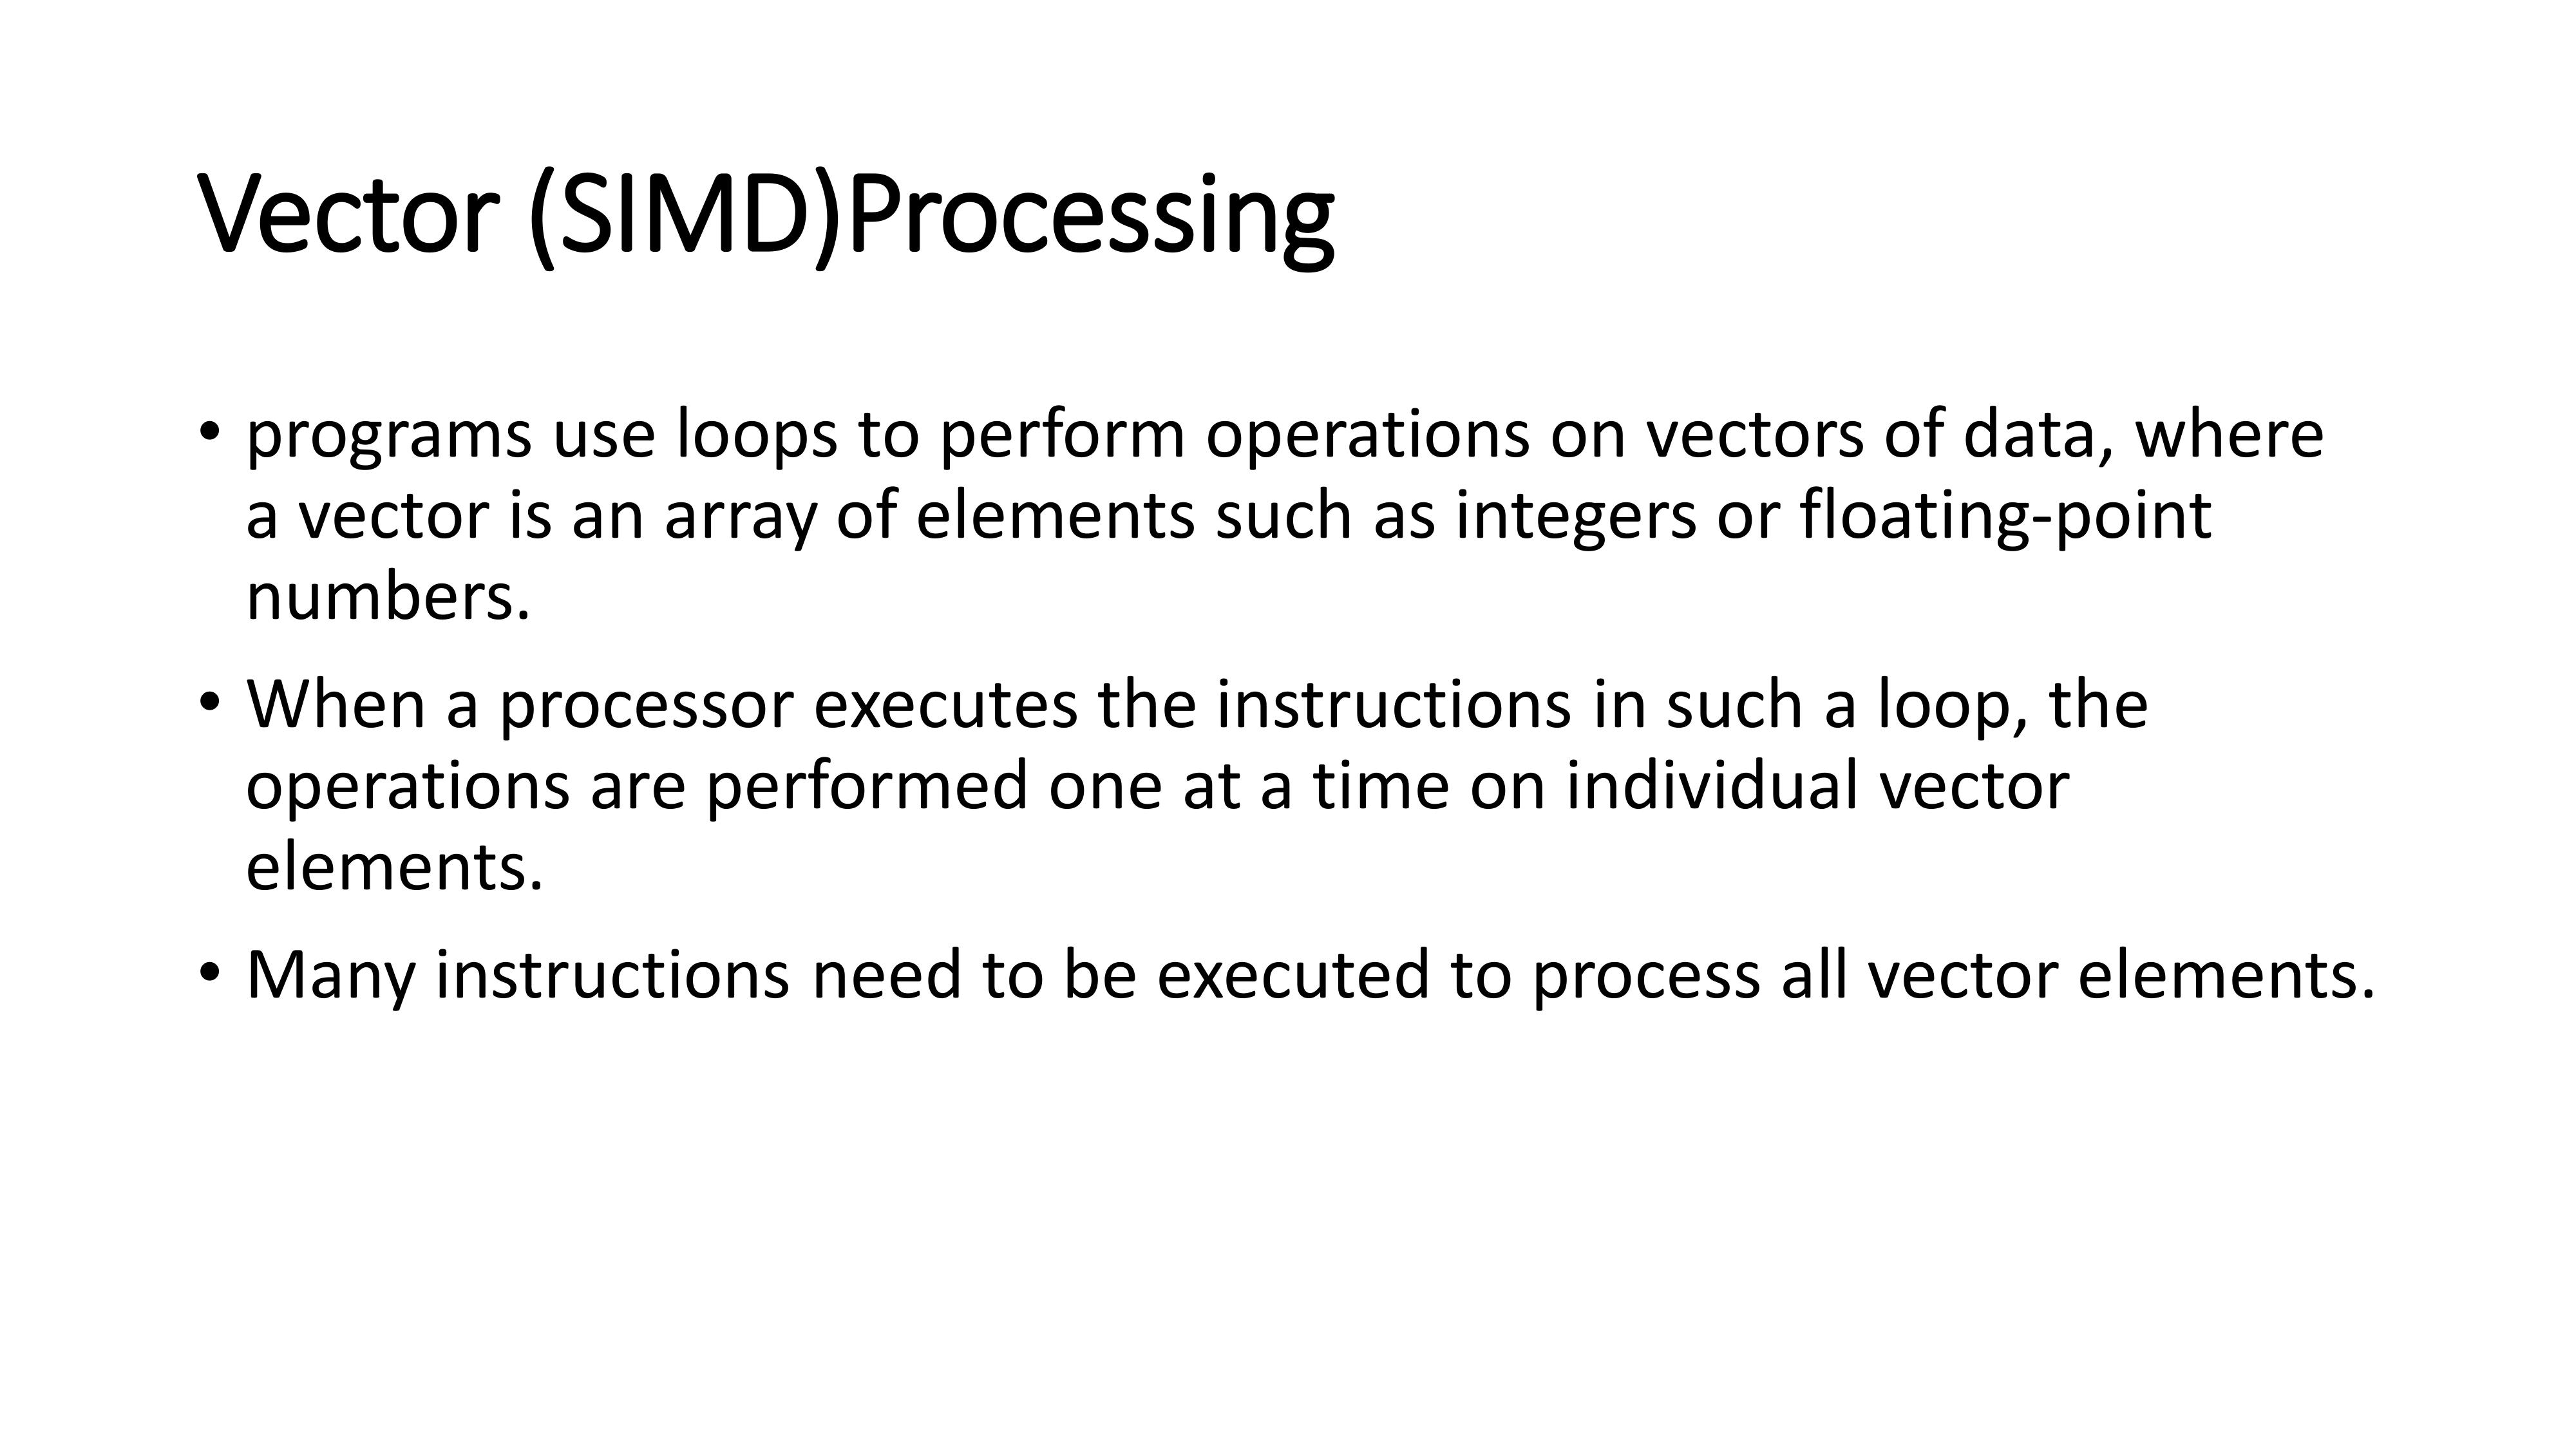 Vector (SIMD)Processing
• programs use loops to perform operations on vectors of data, where
a vector is an array of elements such as integers or floating-point
numbers.
• When a processor executes the instructions in such a loop, the
operations are performed one at a time on individual vector
elements.
• Many instructions need to be executed to process all vector elements.